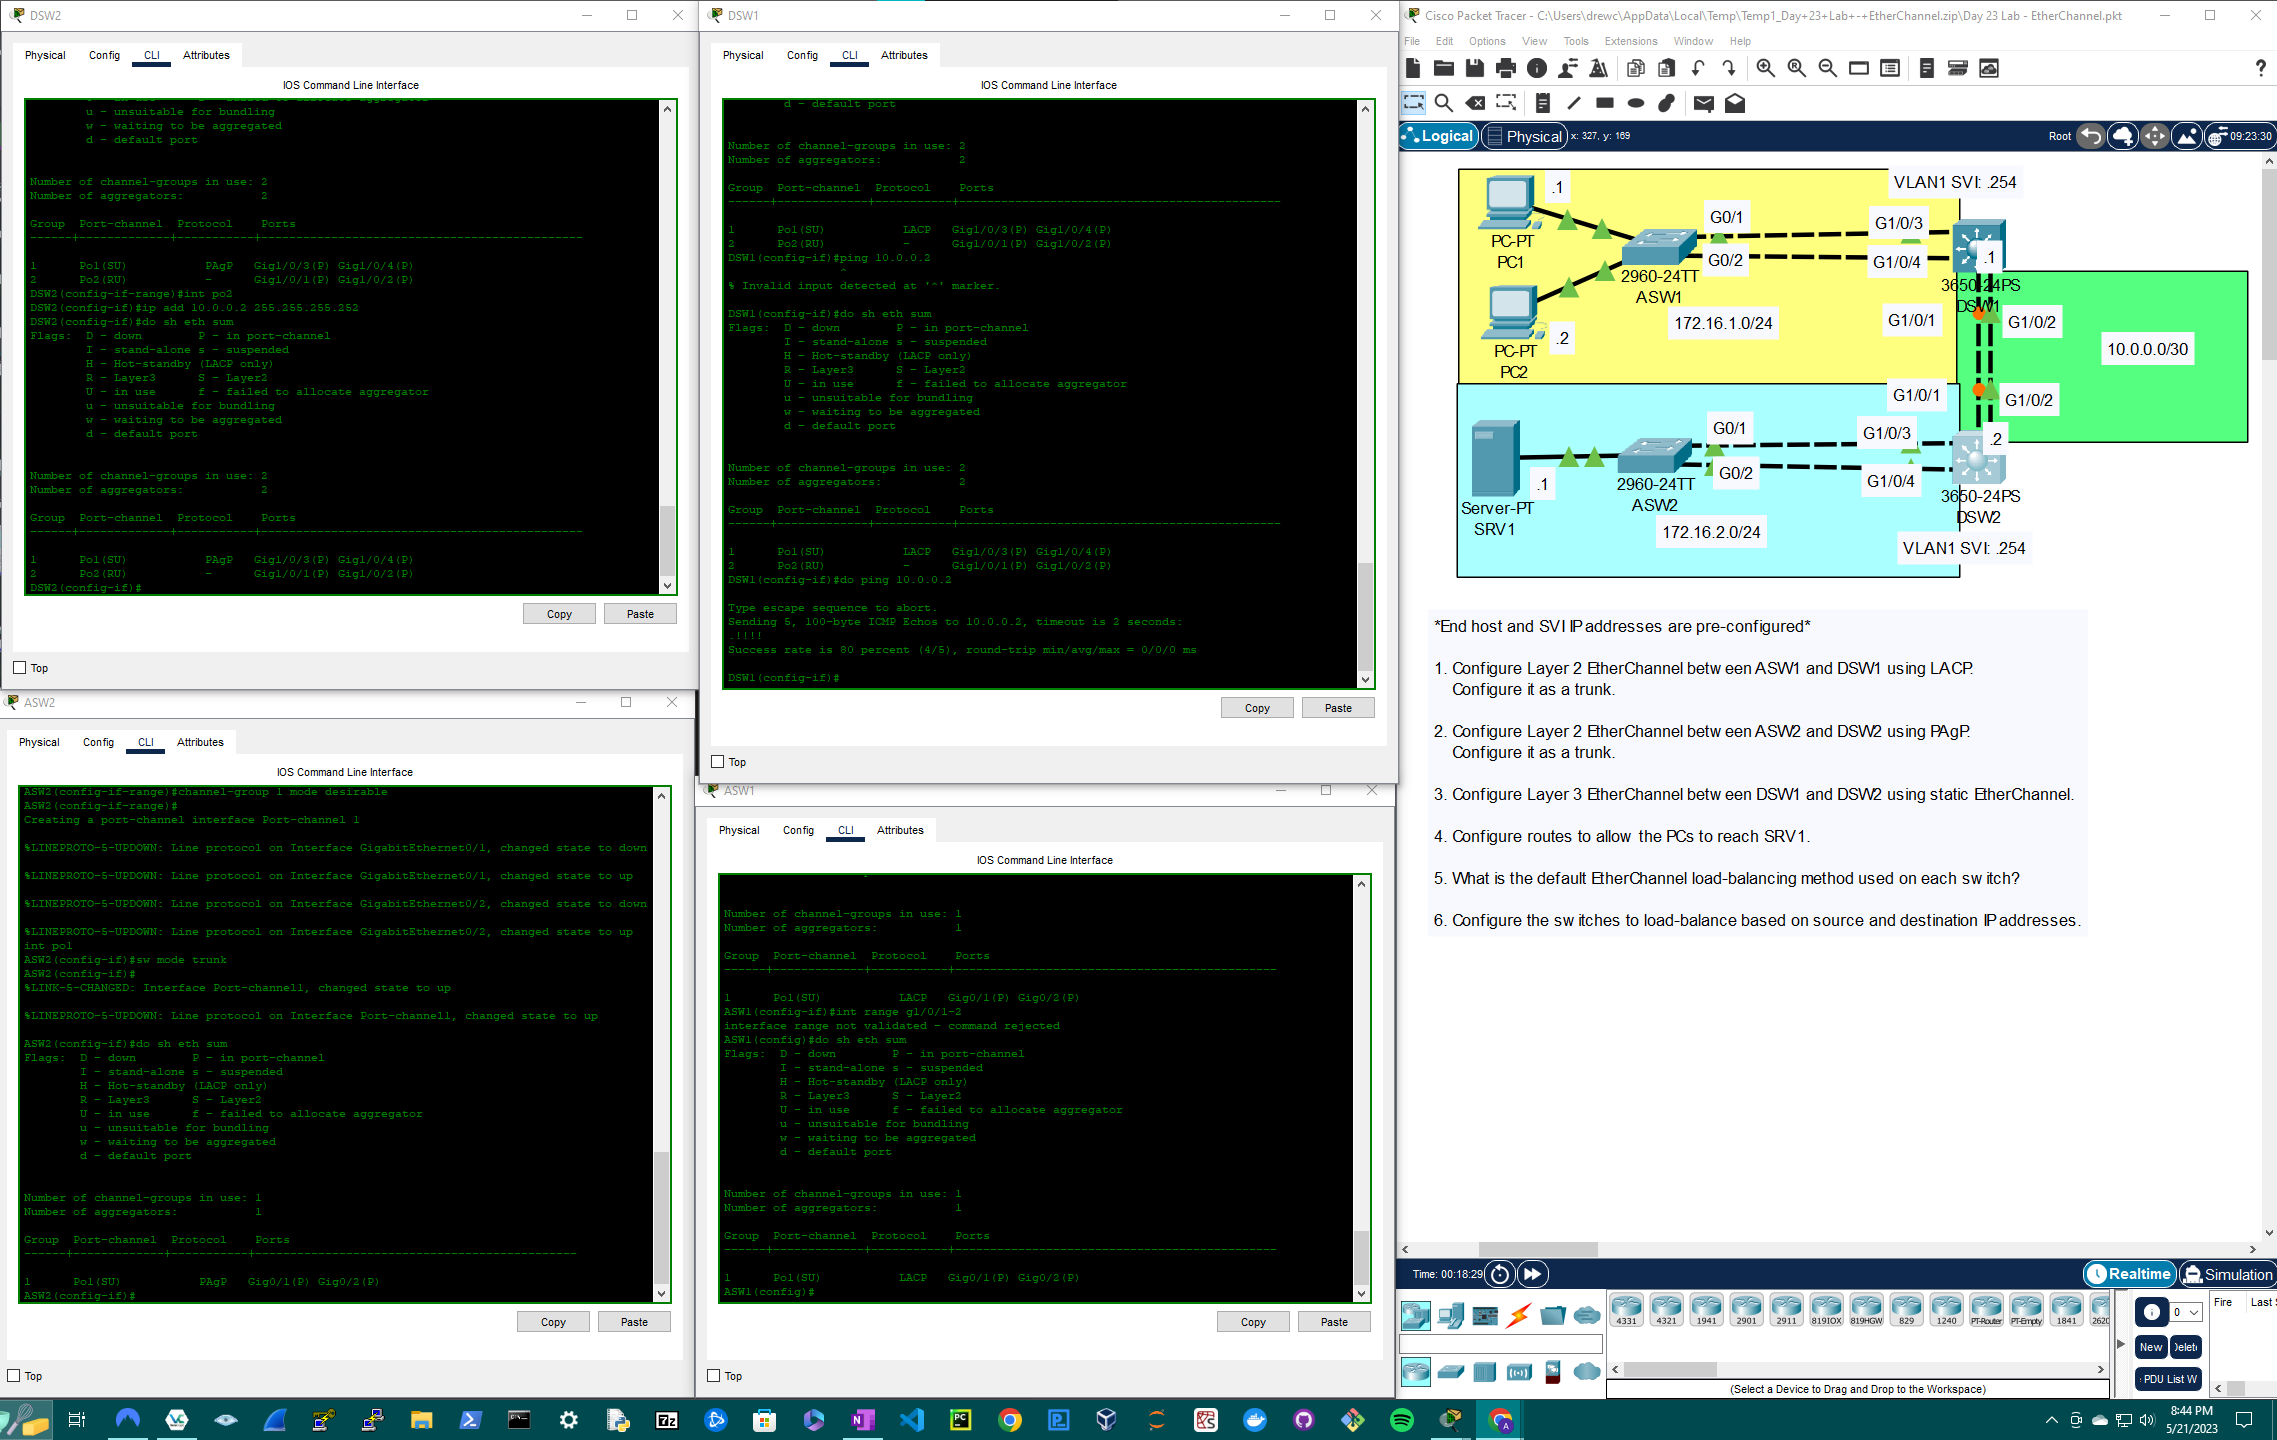 DSW2
Physical Config CLI Attributes
IOS Command Line Interface
u - unsuitable for bundling
w - waiting to be aggregated
d - default port
Number of channel-groups in use: 2
Number of aggregators: 2
Group Port-channel Protocol Ports
------+-------------+-----------+----------------------------------------------
1 Po1(SU) PAgP Gig1/0/3(P) Gig1/0/4(P)
2 Po2(RU) - Gig1/0/1(P) Gig1/0/2(P)
DSW2(config-if-range)#int po2
DSW2(config-if)#ip add 10.0.0.2 255.255.255.252
DSW2(config-if)#do sh eth sum
Flags: D - down P - in port-channel
I - stand-alone s - suspended
H - Hot-standby (LACP only)
R - Layer3 S - Layer2
U - in use f - failed to allocate aggregator
u - unsuitable for bundling
w - waiting to be aggregated
d - default port
Number of channel-groups in use: 2
Number of aggregators: 2
Group Port-channel Protocol Ports
------+-------------+-----------+----------------------------------------------
1 Po1(SU) PAgP Gig1/0/3(P) Gig1/0/4(P)
2 Po2(RU) - Gig1/0/1(P) Gig1/0/2(P)
DSW2(config-if)#
Copy Paste
Top
DSW1
Physical Config CLI Attributes
IOS Command Line Interface
d - default port
Number of channel-groups in use: 2
Number of aggregators: 2
Group Port-channel Protocol Ports
------+-------------+-----------+----------------------------------------------
1 Po1(SU) LACP Gig1/0/3(P) Gig1/0/4(P)
2 Po2(RU) - Gig1/0/1(P) Gig1/0/2(P)
DSW1(config-if)#ping 10.0.0.2
^
% Invalid input detected at '^' marker.
DSW1(config-if)#do sh eth sum
Flags: D - down P - in port-channel
I - stand-alone s - suspended
H - Hot-standby (LACP only)
R - Layer3 S - Layer2
U - in use f - failed to allocate aggregator
u - unsuitable for bundling
w - waiting to be aggregated
d - default port
Number of channel-groups in use: 2
Number of aggregators: 2
Group Port-channel Protocol Ports
------+-------------+-----------+----------------------------------------------
1 Po1(SU) LACP Gig1/0/3(P) Gig1/0/4(P)
2 Po2(RU) - Gig1/0/1(P) Gig1/0/2(P)
DSW1(config-if)#do ping 10.0.0.2
Type escape sequence to abort.
Sending 5, 100-byte ICMP Echos to 10.0.0.2, timeout is 2 seconds:
.!!!!
Success rate is 80 percent (4/5), round-trip min/avg/max = 0/0/0 ms
DSW1(config-if)#
Copy Paste
Top
ASW2
Physical Config CLI Attributes
IOS Command Line Interface
ASW2(config-if-range)#channel-group 1 mode desirable
ASW2(config-if-range)#
Creating a port-channel interface Port-channel 1
%LINEPROTO-5-UPDOWN: Line protocol on Interface GigabitEthernet0/1, changed state to down
%LINEPROTO-5-UPDOWN: Line protocol on Interface GigabitEthernet0/1, changed state to up
%LINEPROTO-5-UPDOWN: Line protocol on Interface GigabitEthernet0/2, changed state to down
%LINEPROTO-5-UPDOWN: Line protocol on Interface GigabitEthernet0/2, changed state to up
int po1
ASW2(config-if)#sw mode trunk
ASW2(config-if)#
%LINK-5-CHANGED: Interface Port-channel1, changed state to up
%LINEPROTO-5-UPDOWN: Line protocol on Interface Port-channel1, changed state to up
ASW2(config-if)#do sh eth sum
Flags: D - down P - in port-channel
I - stand-alone s - suspended
H - Hot-standby (LACP only)
R - Layer3 S - Layer2
U - in use f - failed to allocate aggregator
u - unsuitable for bundling
w - waiting to be aggregated
d - default port
Number of channel-groups in use: 1
Number of aggregators: 1
Group Port-channel Protocol Ports
------+-------------+-----------+----------------------------------------------
1 Po1(SU) PAgP Gig0/1(P) Gig0/2(P)
ASW2(config-if)#
Copy Paste
Top
ASW1
Physical Config CLI Attributes
IOS Command Line Interface
Number of channel-groups in use: 1
Number of aggregators: 1
Group Port-channel Protocol Ports
------+-------------+-----------+----------------------------------------------
1 Po1(SU) LACP Gig0/1(P) Gig0/2(P)
ASW1(config-if)#int range g1/0/1-2
interface range not validated - command rejected
ASW1(config)#do sh eth sum
Flags: D - down P - in port-channel
I - stand-alone s - suspended
H - Hot-standby (LACP only)
R - Layer3 S - Layer2
U - in use f - failed to allocate aggregator
u - unsuitable for bundling
w - waiting to be aggregated
d - default port
Number of channel-groups in use: 1
Number of aggregators: 1
Group Port-channel Protocol Ports
------+-------------+-----------+----------------------------------------------
1 Po1(SU) LACP Gig0/1(P) Gig0/2(P)
ASW1(config)#
Copy Paste
Top
Cisco Packet Tracer - C:\Users\drewc\AppData\Local\Temp\Temp1_Day+23+Lab+-+EtherChannel.zip\Day 23 Lab - EtherChannel.pkt
File Edit Options View Tools Extensions Window Help
Logical Physical x: 327, y: 169 Root 09:23:30
VLAN1 SVI: .254
.1
G0/1
G1/0/3
PC-PT
PC1
G0/2
G1/0/4
.1
2960-24TT
ASW1
3650-24PS
DSW1
172.16.1.0/24
G1/0/1
G1/0/2
.2
PC-PT
PC2
10.0.0.0/30
G1/0/1
G1/0/2
G0/1
G1/0/3
.2
G0/2
G1/0/4
.1
2960-24TT
ASW2
3650-24PS
DSW2
Server-PT
SRV1
172.16.2.0/24
VLAN1 SVI: .254
*End host and SVI IP addresses are pre-configured*
1. Configure Layer 2 EtherChannel between ASW1 and DSW1 using LACP.
Configure it as a trunk.
2. Configure Layer 2 EtherChannel between ASW2 and DSW2 using PAgP.
Configure it as a trunk.
3. Configure Layer 3 EtherChannel between DSW1 and DSW2 using static EtherChannel.
4. Configure routes to allow the PCs to reach SRV1.
5. What is the default EtherChannel load-balancing method used on each switch?
6. Configure the switches to load-balance based on source and destination IP addresses.
Time: 00:18:29 Realtime Simulation
4331 4321 1941 2901 2911 819IOX 819HGW 829 1240 PT-Router PT-Empty 1841 2620
(Select a Device to Drag and Drop to the Workspace)
0
Fire Last S
New Delet
PDU List W
8:44 PM
5/21/2023